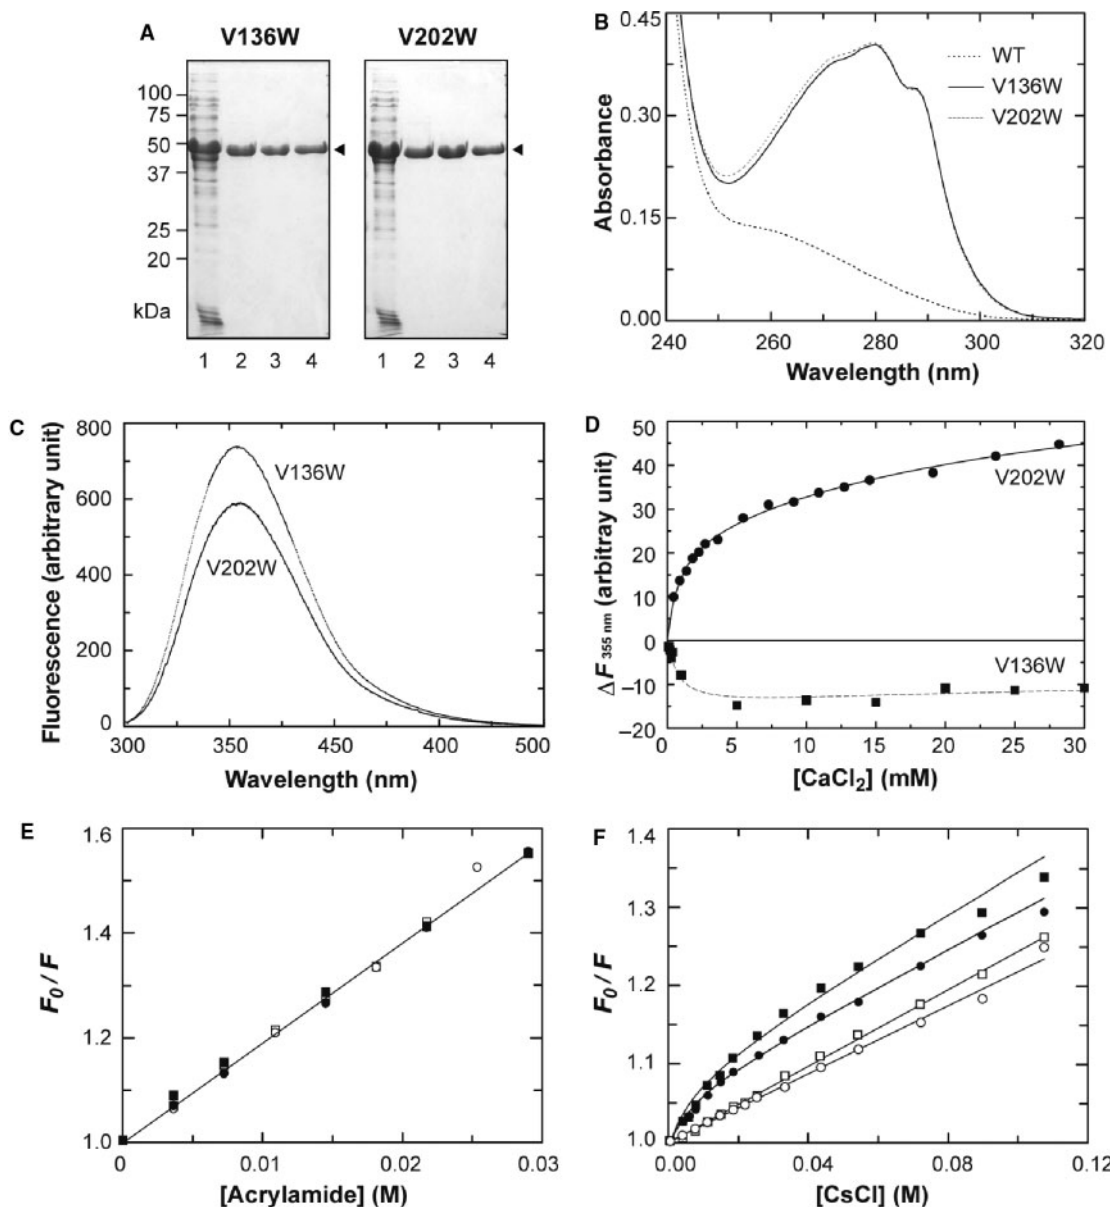 A
V136W
V202W
100
75
50
37
25
20
kDa
1 2 3 4
1 2 3 4
B
0.45
0.30
0.15
0.00
Absorbance
WT
V136W
V202W
240 260 280 300 320
Wavelength (nm)
C
800
600
400
200
0
Fluorescence (arbitrary unit)
V136W
V202W
300 350 450 400 500
Wavelength (nm)
D
50
40
30
20
10
0
−10
−20
ΔF 355 nm (arbitray unit)
V202W
V136W
0 5 10 15 20 25 30
[CaCl2] (mM)
E
1.6
1.4
1.2
1.0
F0 / F
0 0.01 0.02 0.03
[Acrylamide] (M)
F
1.4
1.3
1.2
1.1
1.0
F0 / F
0.00 0.04 0.08 0.12
[CsCl] (M)